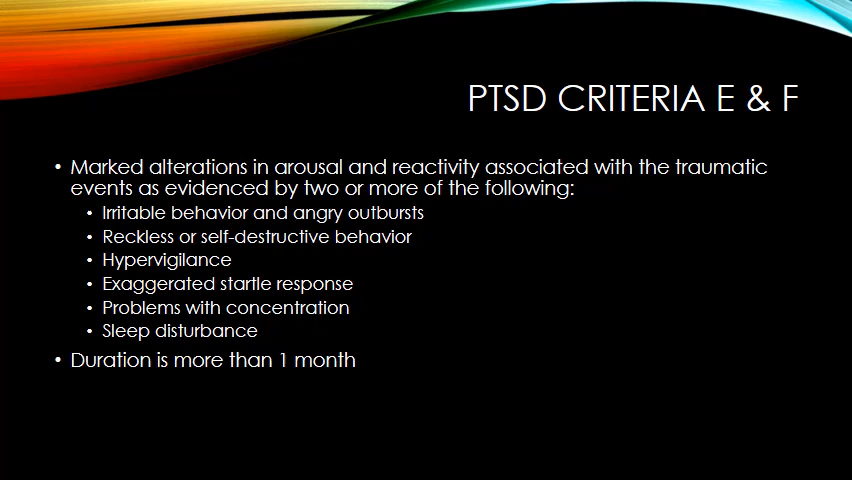 PTSD CRITERIA E & F
• Marked alterations in arousal and reactivity associated with the traumatic
events as evidenced by two or more of the following:
• Irritable behavior and angry outbursts
• Reckless or self-destructive behavior
• Hypervigilance
• Exaggerated startle response
• Problems with concentration
• Sleep disturbance
• Duration is more than 1 month